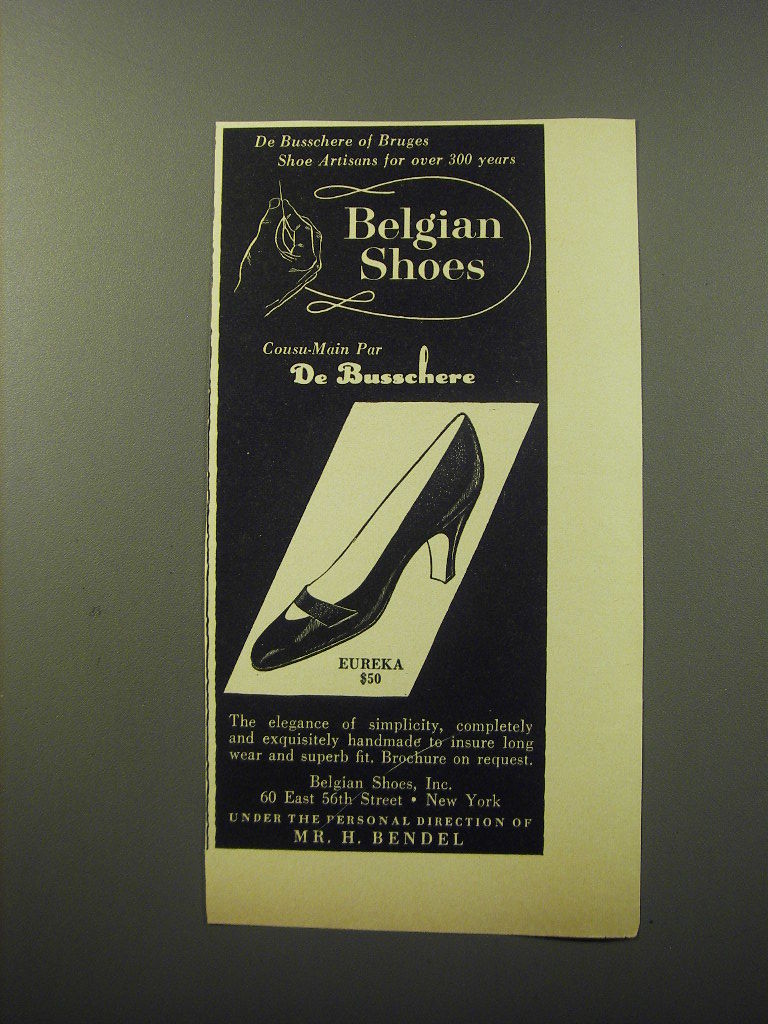 De Busschere of Bruges
Shoe Artisans for over 300 years
Belgian
Shoes
Cousu-Main Par
De Busschere
EUREKA
$50
The elegance of simplicity, completely
and exquisitely handmade to insure long
wear and superb fit. Brochure on request.
Belgian Shoes, Inc.
60 East 56th Street • New York
UNDER THE PERSONAL DIRECTION OF
MR. H. BENDEL